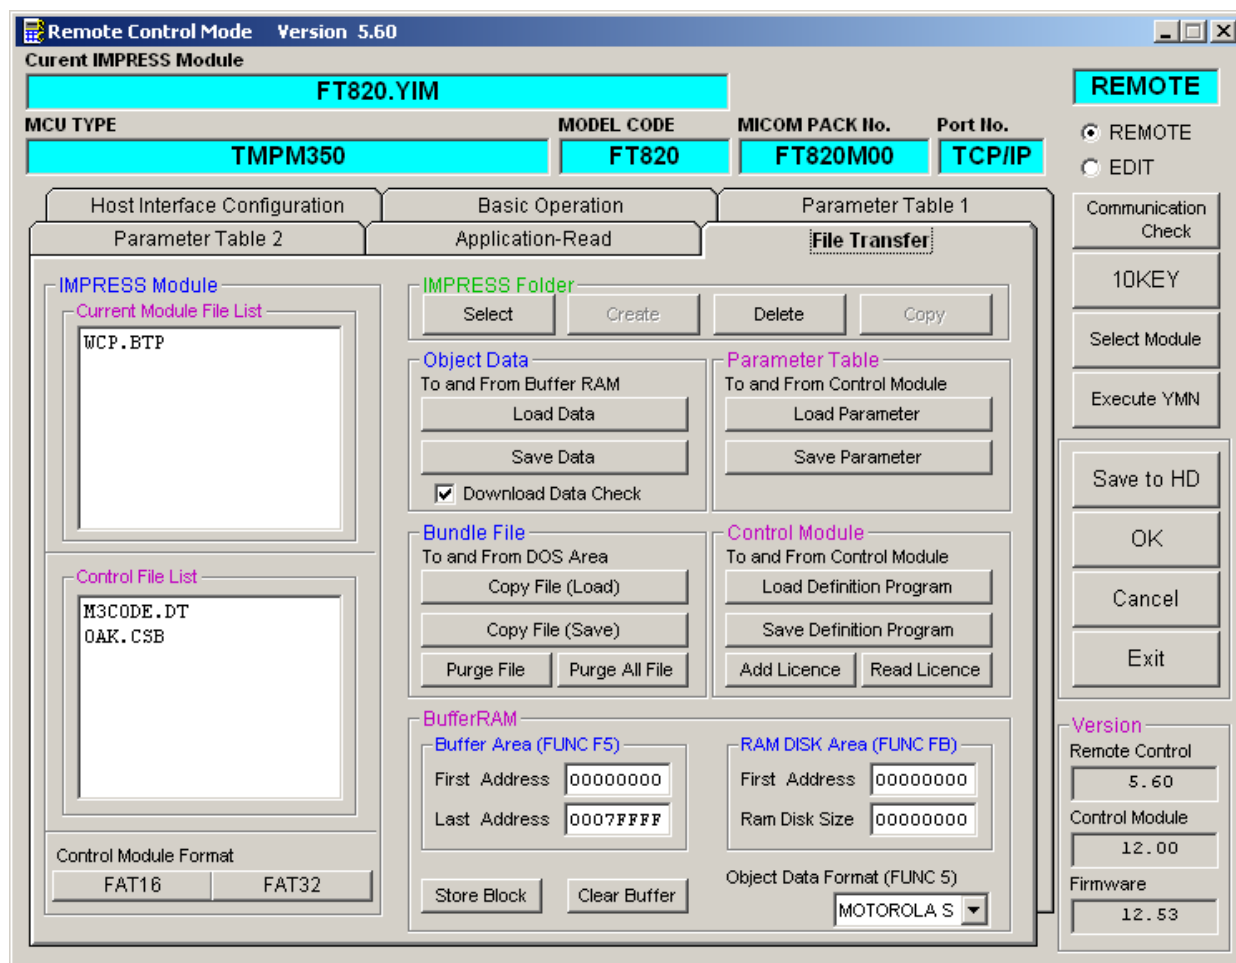 Remote Control Mode    Version  5.60
Curent IMPRESS Module
FT820.YIM
REMOTE
MCU TYPE
MODEL CODE
MICOM PACK No.
Port No.
TMPM350
FT820
FT820M00
TCP/IP
REMOTE
EDIT
Host Interface Configuration
Basic Operation
Parameter Table 1
Parameter Table 2
Application-Read
File Transfer
Communication
Check
10KEY
Select Module
Execute YMN
IMPRESS Module
Current Module File List
WCP.BTP
Control File List
M3CODE.DT
OAK.CSB
Control Module Format
FAT16
FAT32
IMPRESS Folder
Select
Create
Delete
Copy
Object Data
To and From Buffer RAM
Load Data
Save Data
Download Data Check
Parameter Table
To and From Control Module
Load Parameter
Save Parameter
Bundle File
To and From DOS Area
Copy File (Load)
Copy File (Save)
Purge File
Purge All File
Control Module
To and From Control Module
Load Definition Program
Save Definition Program
Add Licence
Read Licence
BufferRAM
Buffer Area (FUNC F5)
First  Address
00000000
Last  Address
0007FFFF
RAM DISK Area (FUNC FB)
First  Address
00000000
Ram Disk Size
00000000
Store Block
Clear Buffer
Object Data Format (FUNC 5)
MOTOROLA S
Save to HD
OK
Cancel
Exit
Version
Remote Control
5.60
Control Module
12.00
Firmware
12.53